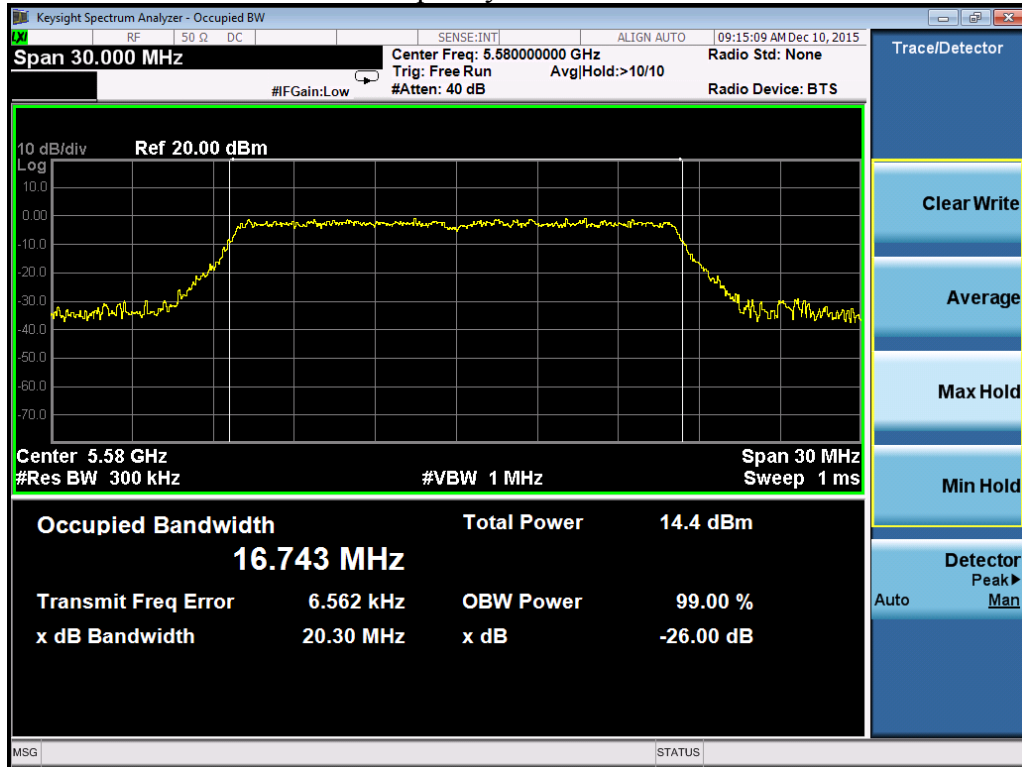 Keysight Spectrum Analyzer - Occupied BW
LXI RF 50 Ω DC SENSE:INT ALIGN AUTO 09:15:09 AM Dec 10, 2015
Span 30.000 MHz
Center Freq: 5.580000000 GHz Radio Std: None
Trig: Free Run Avg|Hold:>10/10
#IFGain:Low #Atten: 40 dB Radio Device: BTS
10 dB/div Ref 20.00 dBm
Log
10.0
0.00
-10.0
-20.0
-30.0
-40.0
-50.0
-60.0
-70.0
Center 5.58 GHz Span 30 MHz
#Res BW 300 kHz #VBW 1 MHz Sweep 1 ms
Occupied Bandwidth Total Power 14.4 dBm
16.743 MHz
Transmit Freq Error 6.562 kHz OBW Power 99.00 %
x dB Bandwidth 20.30 MHz x dB -26.00 dB
MSG STATUS
Trace/Detector
Clear Write
Average
Max Hold
Min Hold
Detector
Peak▶
Auto Man